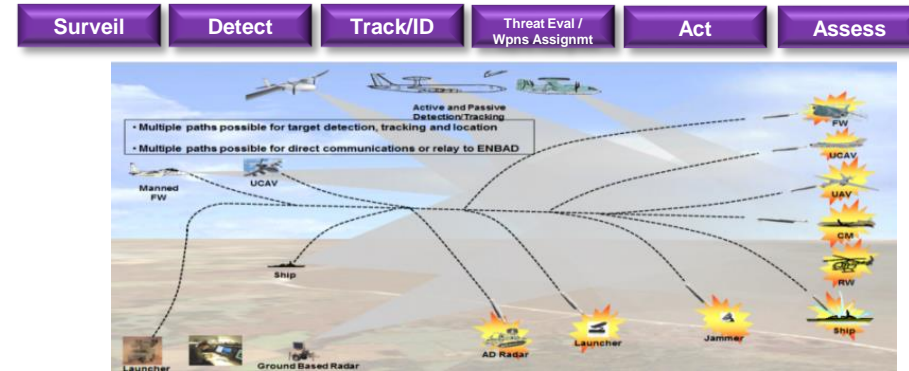 Surveil
Detect
Track/ID
Threat Eval /
Wpns Assignmt
Act
Assess
Active and Passive
Detection/Tracking
• Multiple paths possible for target detection, tracking and location
• Multiple paths possible for direct communications or relay to ENBAD
Manned
FW
UCAV
FW
UCAV
UAV
CM
RW
Ship
Ship
Launcher
Ground Based Radar
AD Radar
Launcher
Jammer